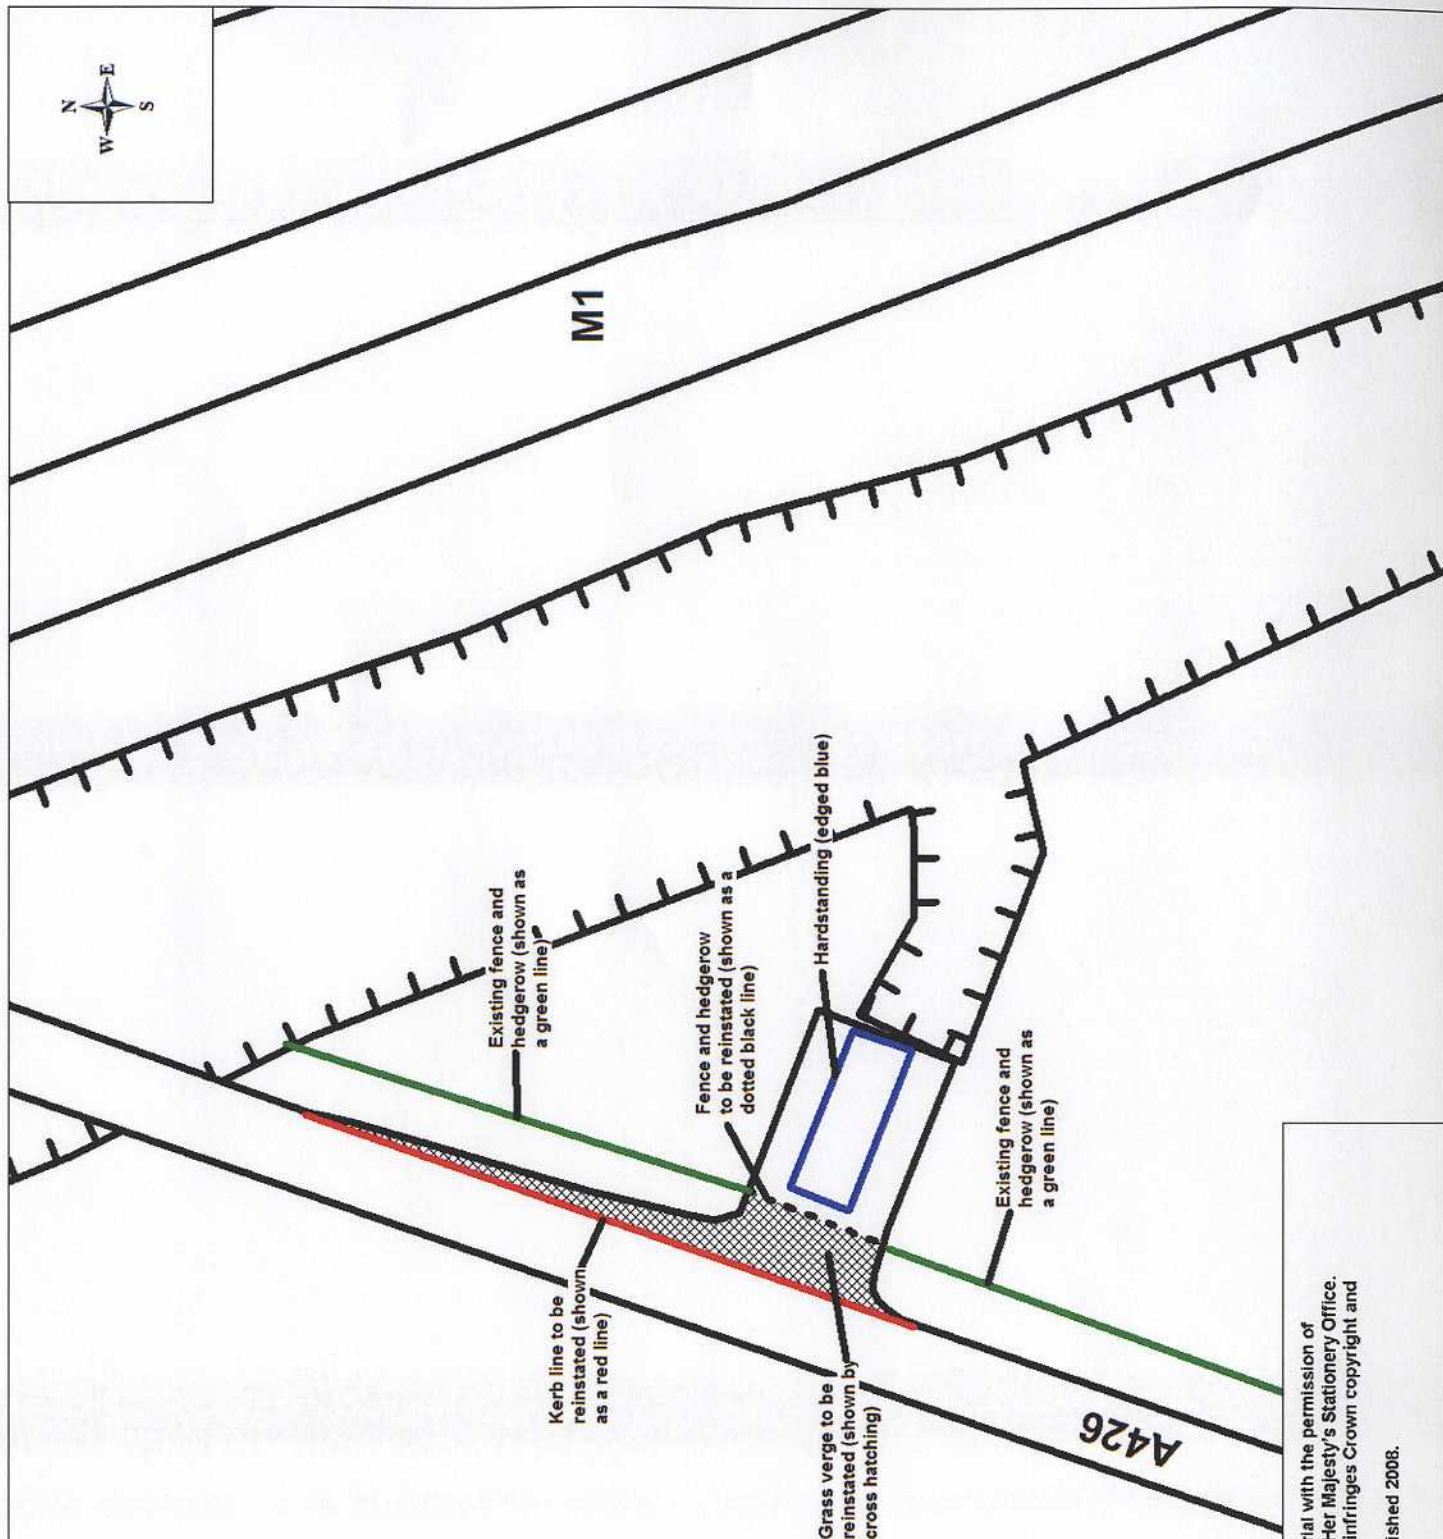 N
E
W
S
M1
Existing fence and
hedgerow (shown as
a green line)
Fence and hedgerow
to be reinstated (shown as a
dotted black line)
Hardstanding (edged blue)
Existing fence and
hedgerow (shown as
a green line)
Kerb line to be
reinstated (shown
as a red line)
Grass verge to be
reinstated (shown by
cross hatching)
A426
with the permission of
Her Majesty's Stationery Office.
infringes Crown copyright and
2008.